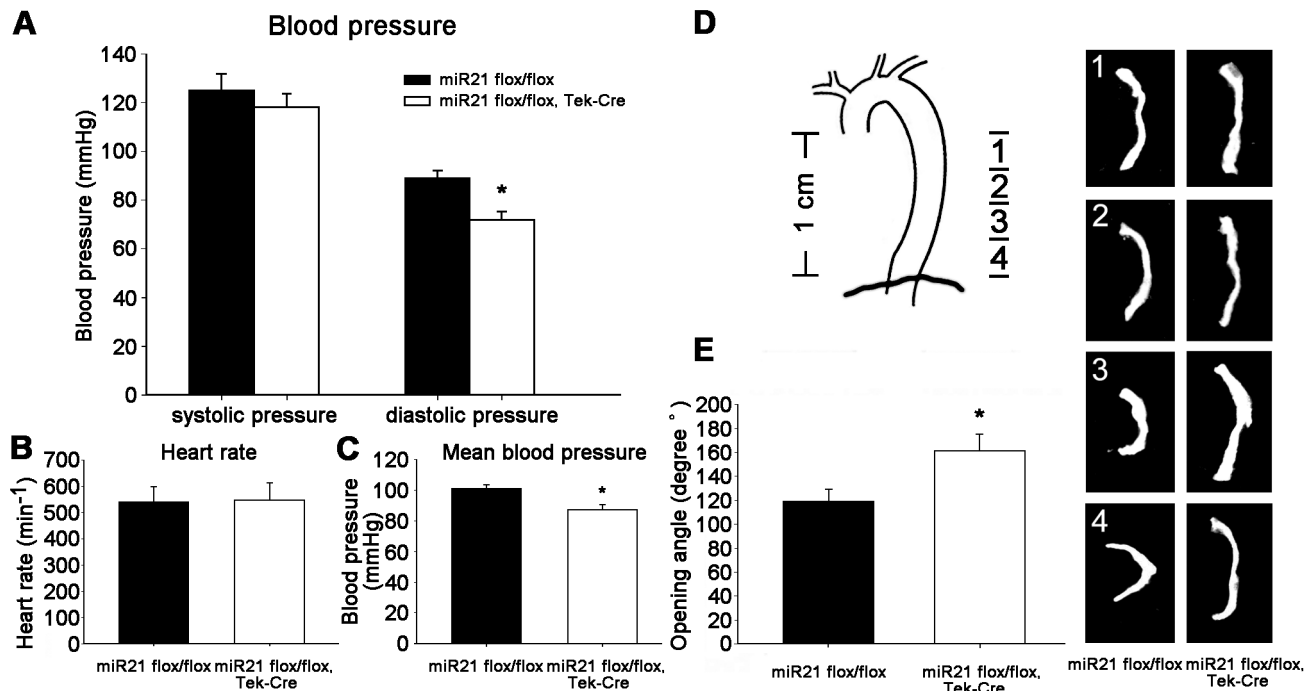 A
Blood pressure
Blood pressure (mmHg)
140
120
100
80
60
40
20
0
miR21 flox/flox
miR21 flox/flox, Tek-Cre
*
systolic pressure
diastolic pressure
B
Heart rate
Heart rate (min-1)
700
600
500
400
300
200
100
0
miR21 flox/flox
miR21 flox/flox,
Tek-Cre
C
Mean blood pressure
Blood pressure
(mmHg)
120
100
80
60
40
20
0
*
miR21 flox/flox
miR21 flox/flox,
Tek-Cre
D
1 cm
1
2
3
4
1
2
3
4
miR21 flox/flox
miR21 flox/flox,
Tek-Cre
E
Opening angle (degree °)
200
180
160
140
120
100
80
60
40
20
0
*
miR21 flox/flox
miR21 flox/flox,
Tek-Cre